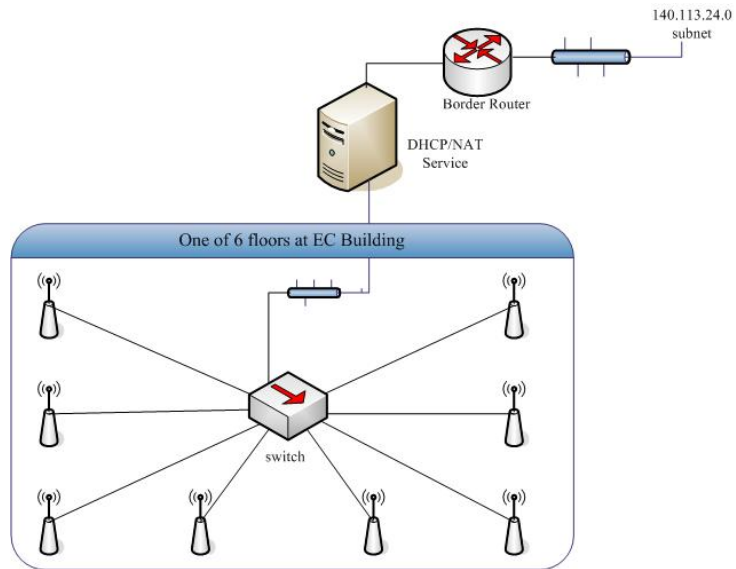 140.113.24.0
subnet
Border Router
DHCP/NAT
Service
One of 6 floors at EC Building
switch